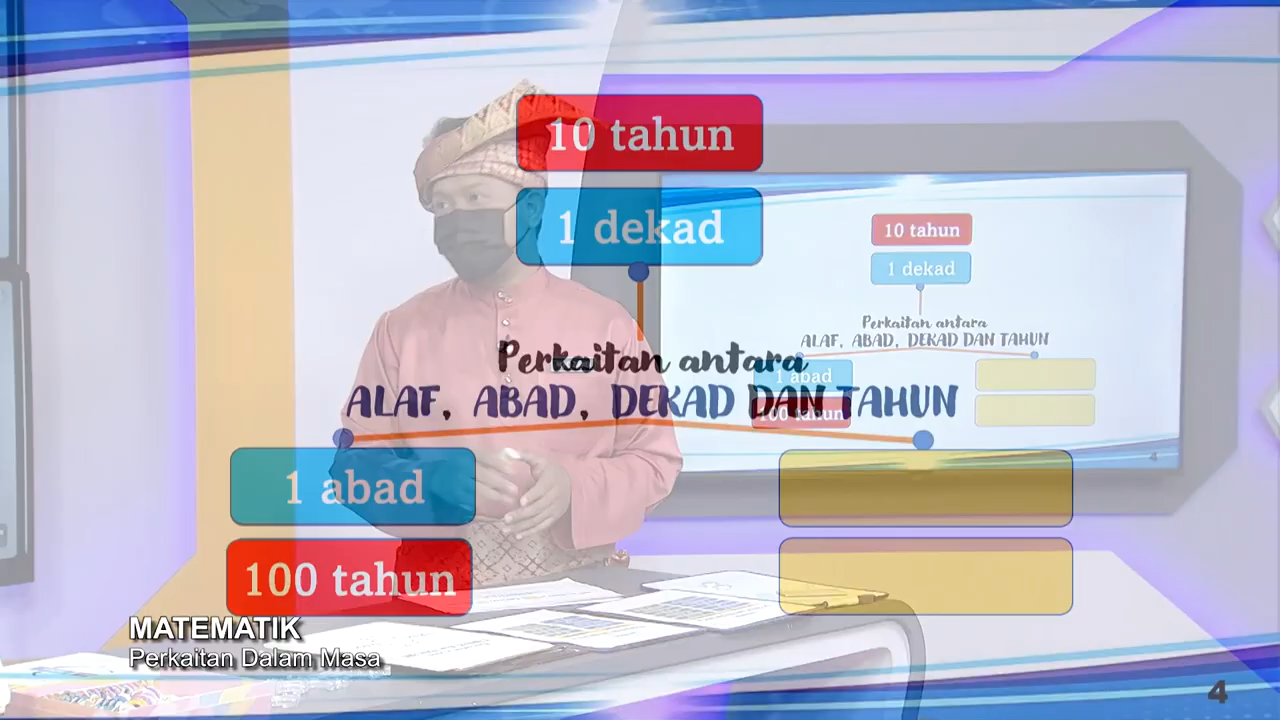 10 tahun
1 dekad
Perkaitan antara
ALAF, ABAD, DEKAD DAN TAHUN
1 abad
100 tahun
10 tahun
1 dekad
Perkaitan antara
ALAF, ABAD, DEKAD DAN TAHUN
1 abad
100 tahun
4
MATEMATIK
Perkaitan Dalam Masa
4